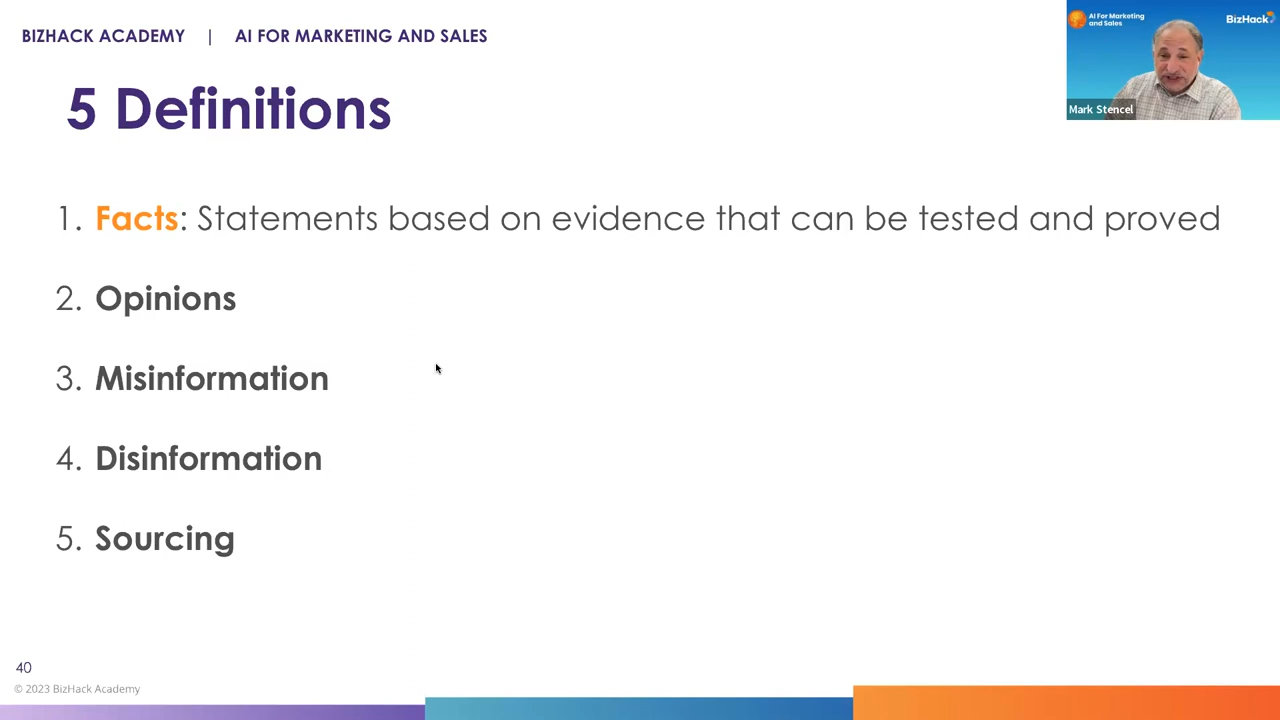 BIZHACK ACADEMY | AI FOR MARKETING AND SALES
AI For Marketing
and Sales
BizHack
Mark Stencel
5 Definitions
1. Facts: Statements based on evidence that can be tested and proved
2. Opinions
3. Misinformation
4. Disinformation
5. Sourcing
40
© 2023 BizHack Academy